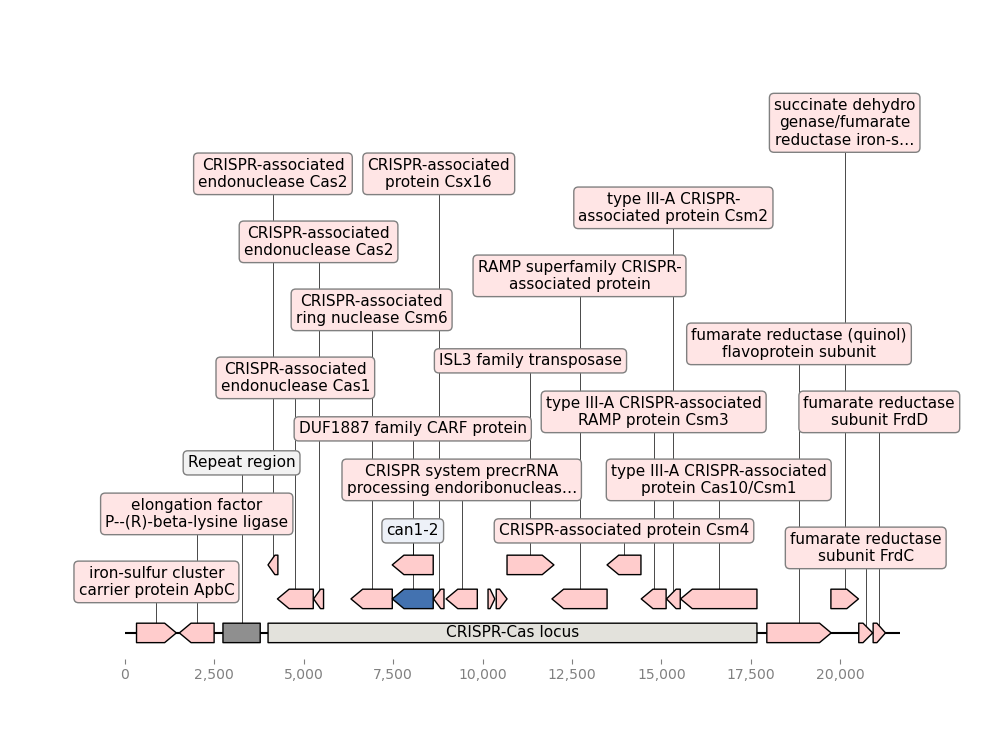 succinate dehydro
genase/fumarate
reductase iron-s…
CRISPR-associated
endonuclease Cas2
CRISPR-associated
protein Csx16
type III-A CRISPR-
associated protein Csm2
CRISPR-associated
endonuclease Cas2
RAMP superfamily CRISPR-
associated protein
CRISPR-associated
ring nuclease Csm6
fumarate reductase (quinol)
flavoprotein subunit
ISL3 family transposase
CRISPR-associated
endonuclease Cas1
type III-A CRISPR-associated
RAMP protein Csm3
fumarate reductase
subunit FrdD
DUF1887 family CARF protein
Repeat region
CRISPR system precrRNA
processing endoribonucleas…
type III-A CRISPR-associated
protein Cas10/Csm1
elongation factor
P--(R)-beta-lysine ligase
can1-2
CRISPR-associated protein Csm4
fumarate reductase
subunit FrdC
iron-sulfur cluster
carrier protein ApbC
CRISPR-Cas locus
0
2,500
5,000
7,500
10,000
12,500
15,000
17,500
20,000